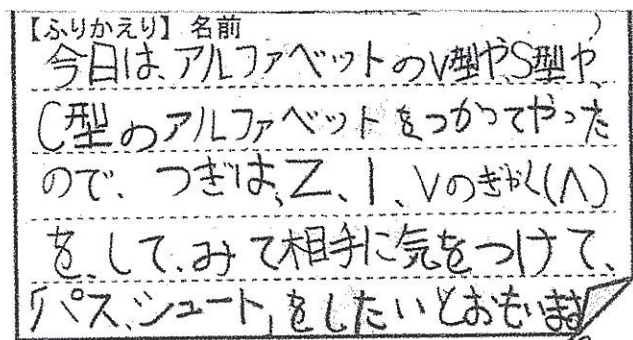 【ふりかえり】名前
今日は、アルファベットのV型や、S型や、
C型のアルファベットをつかってやった
ので、つぎは、Z、I、Vのぎゃく(Λ)
を、して、みて相手に気をつけて、
「パス、シュート」をしたいとおもいます